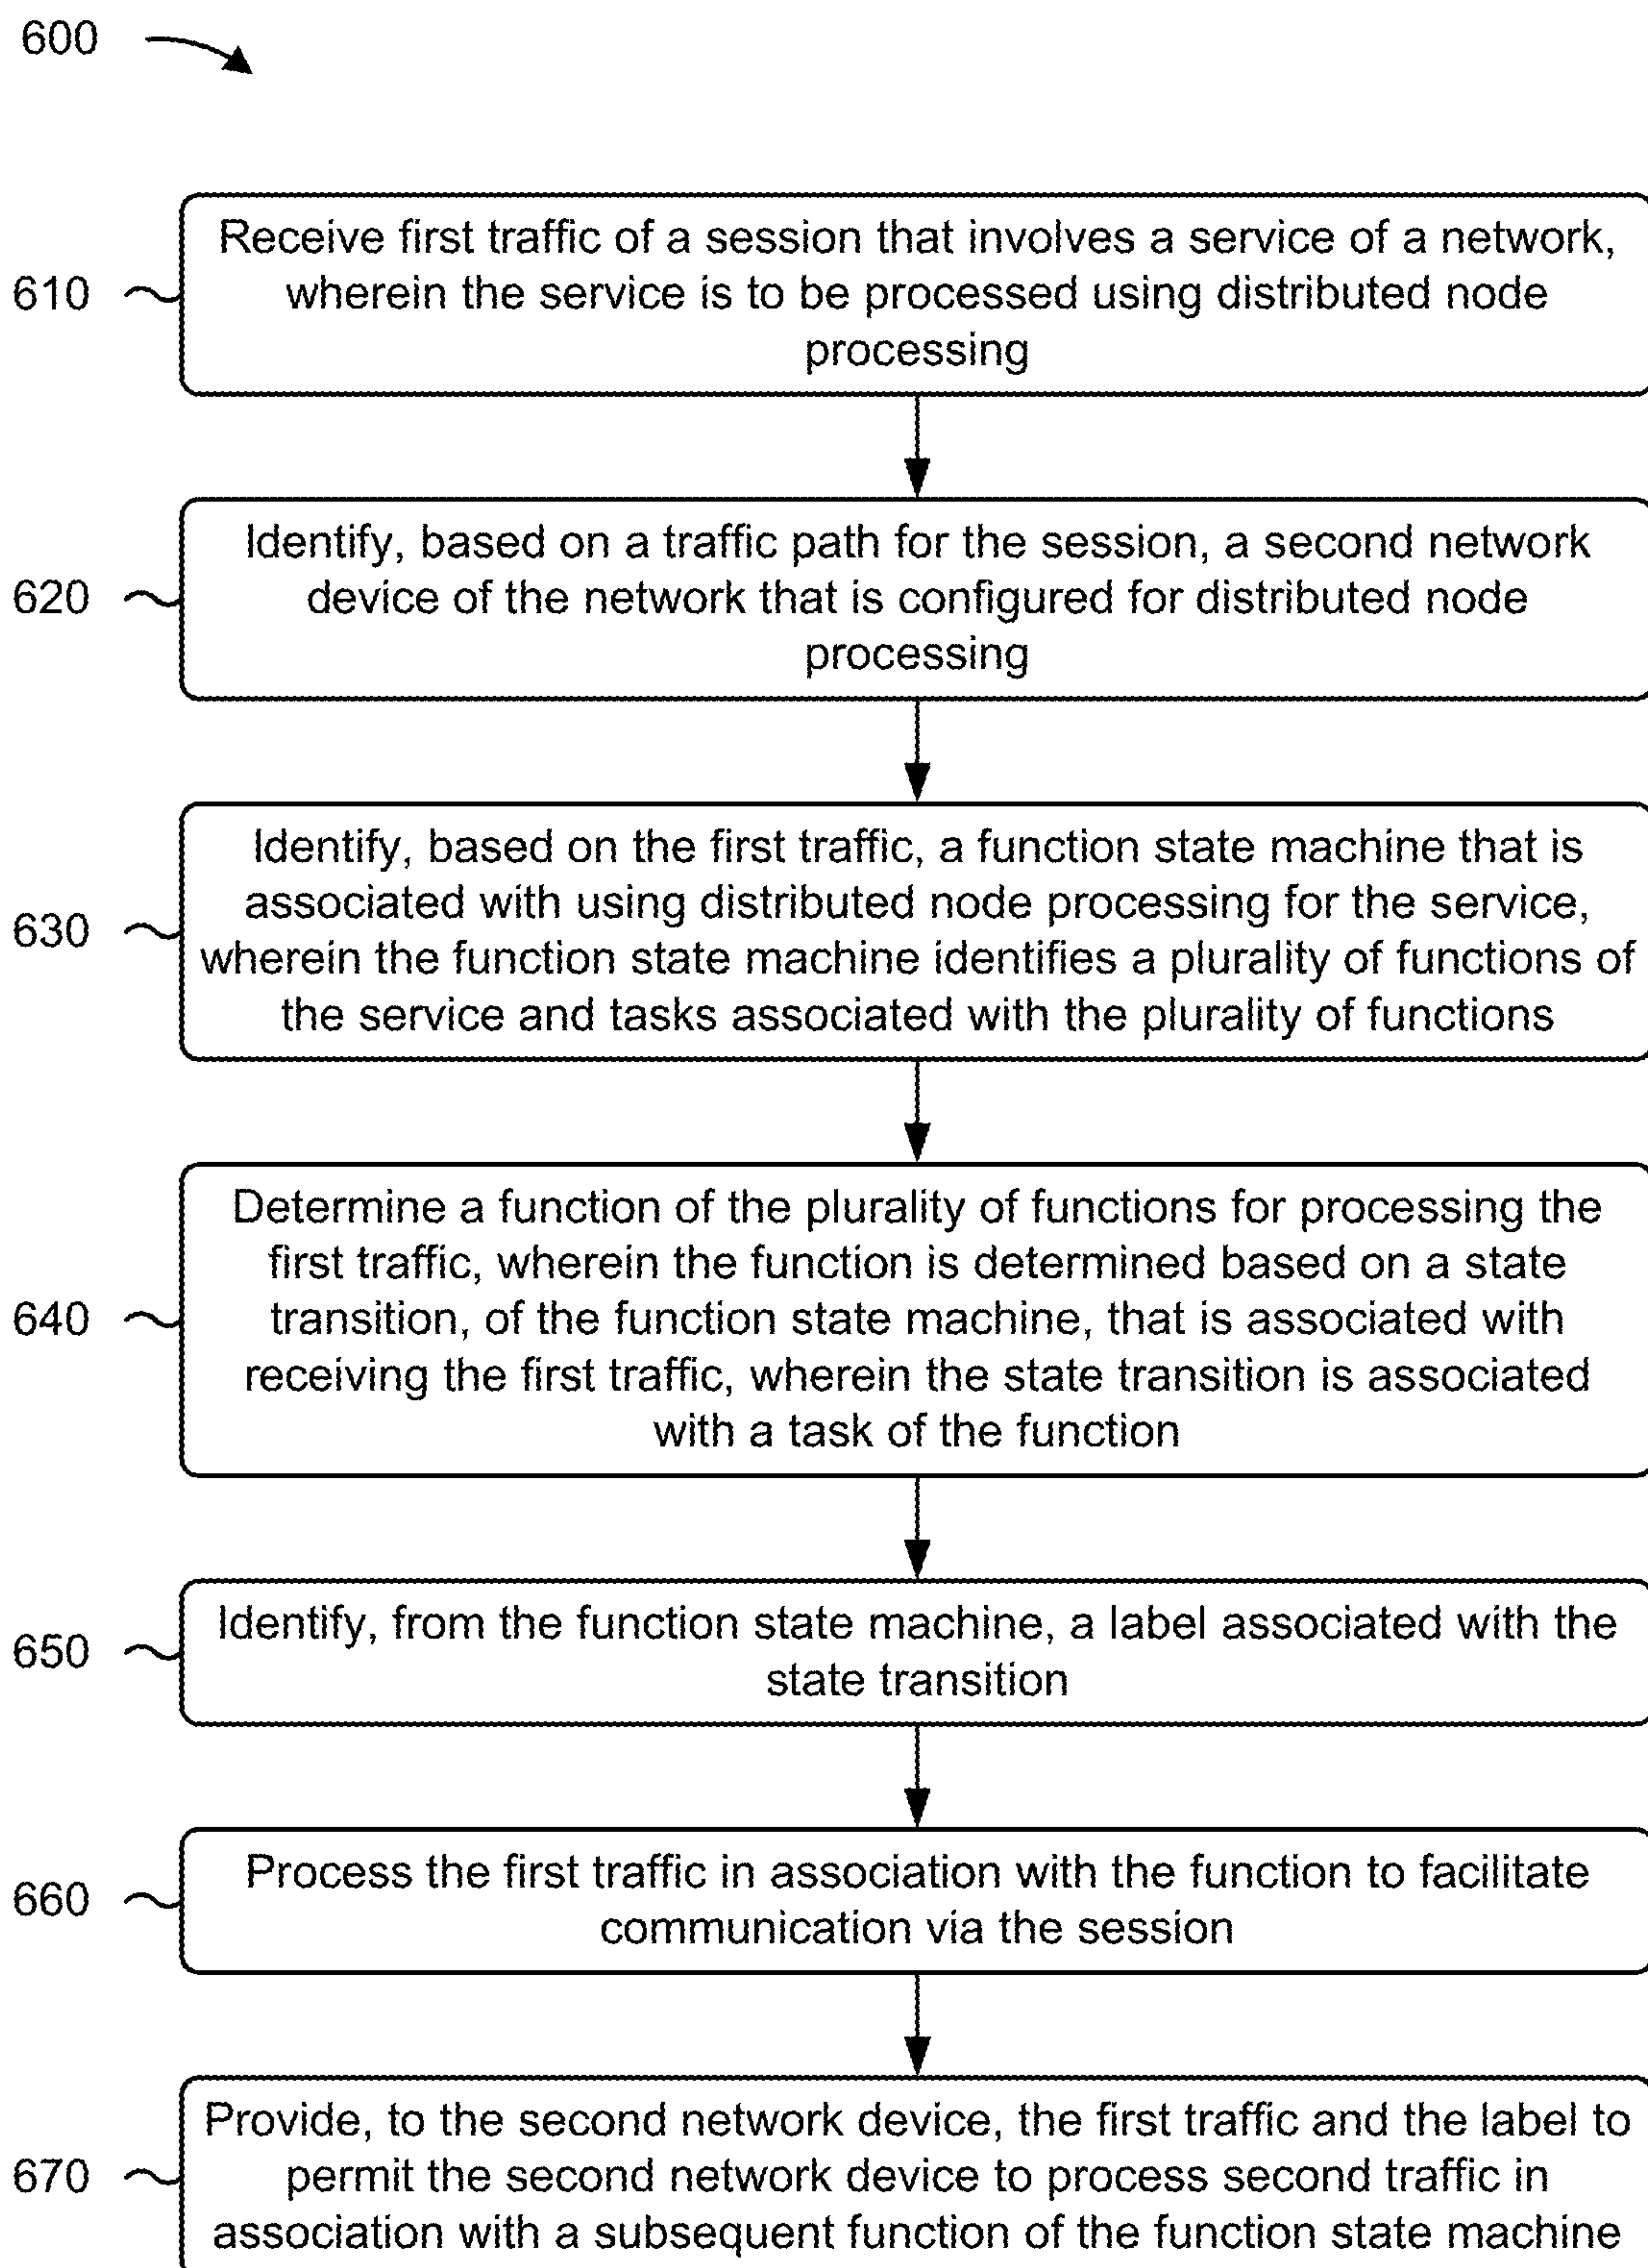 600
Receive first traffic of a session that involves a service of a network,
610
wherein the service is to be processed using distributed node
processing
Identify, based on a traffic path for the session, a second network
620
device of the network that is configured for distributed node
processing
Identify, based on the first traffic, a function state machine that is
associated with using distributed node processing for the service,
630
wherein the function state machine identifies a plurality of functions of
the service and tasks associated with the plurality of functions
Determine a function of the plurality of functions for processing the
first traffic, wherein the function is determined based on a state
640
transition, of the function state machine, that is associated with
receiving the first traffic, wherein the state transition is associated
with a task of the function
650
Identify, from the function state machine, a label associated with the
state transition
660
Process the first traffic in association with the function to facilitate
communication via the session
Provide, to the second network device, the first traffic and the label to
670
permit the second network device to process second traffic in
association with a subsequent function of the function state machine